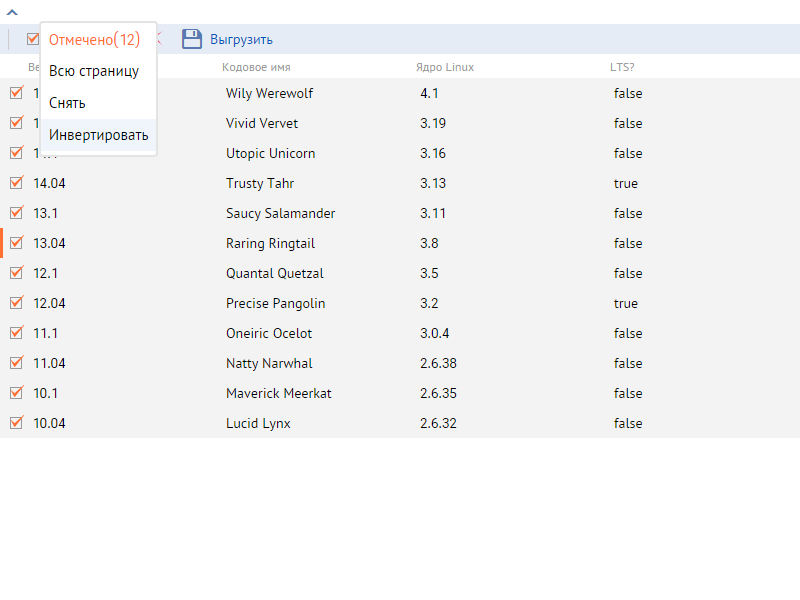 Отмечено(12) Выгрузить
Всю страницу
Снять
Инвертировать
Ве Кодовое имя Ядро Linux LTS?
1 Wily Werewolf 4.1 false
1 Vivid Vervet 3.19 false
Utopic Unicorn 3.16 false
14.04 Trusty Tahr 3.13 true
13.1 Saucy Salamander 3.11 false
13.04 Raring Ringtail 3.8 false
12.1 Quantal Quetzal 3.5 false
12.04 Precise Pangolin 3.2 true
11.1 Oneiric Ocelot 3.0.4 false
11.04 Natty Narwhal 2.6.38 false
10.1 Maverick Meerkat 2.6.35 false
10.04 Lucid Lynx 2.6.32 false